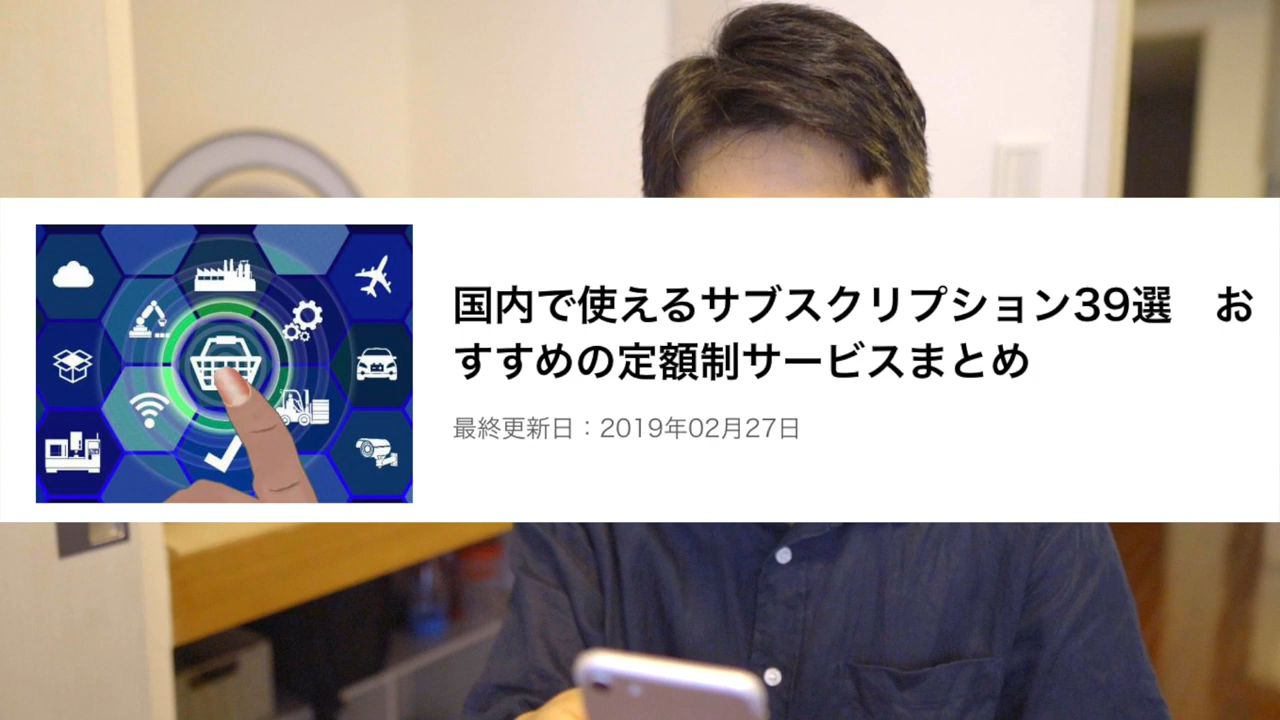 国内で使えるサブスクリプション39選　お
すすめの定額制サービスまとめ
最終更新日：2019年02月27日